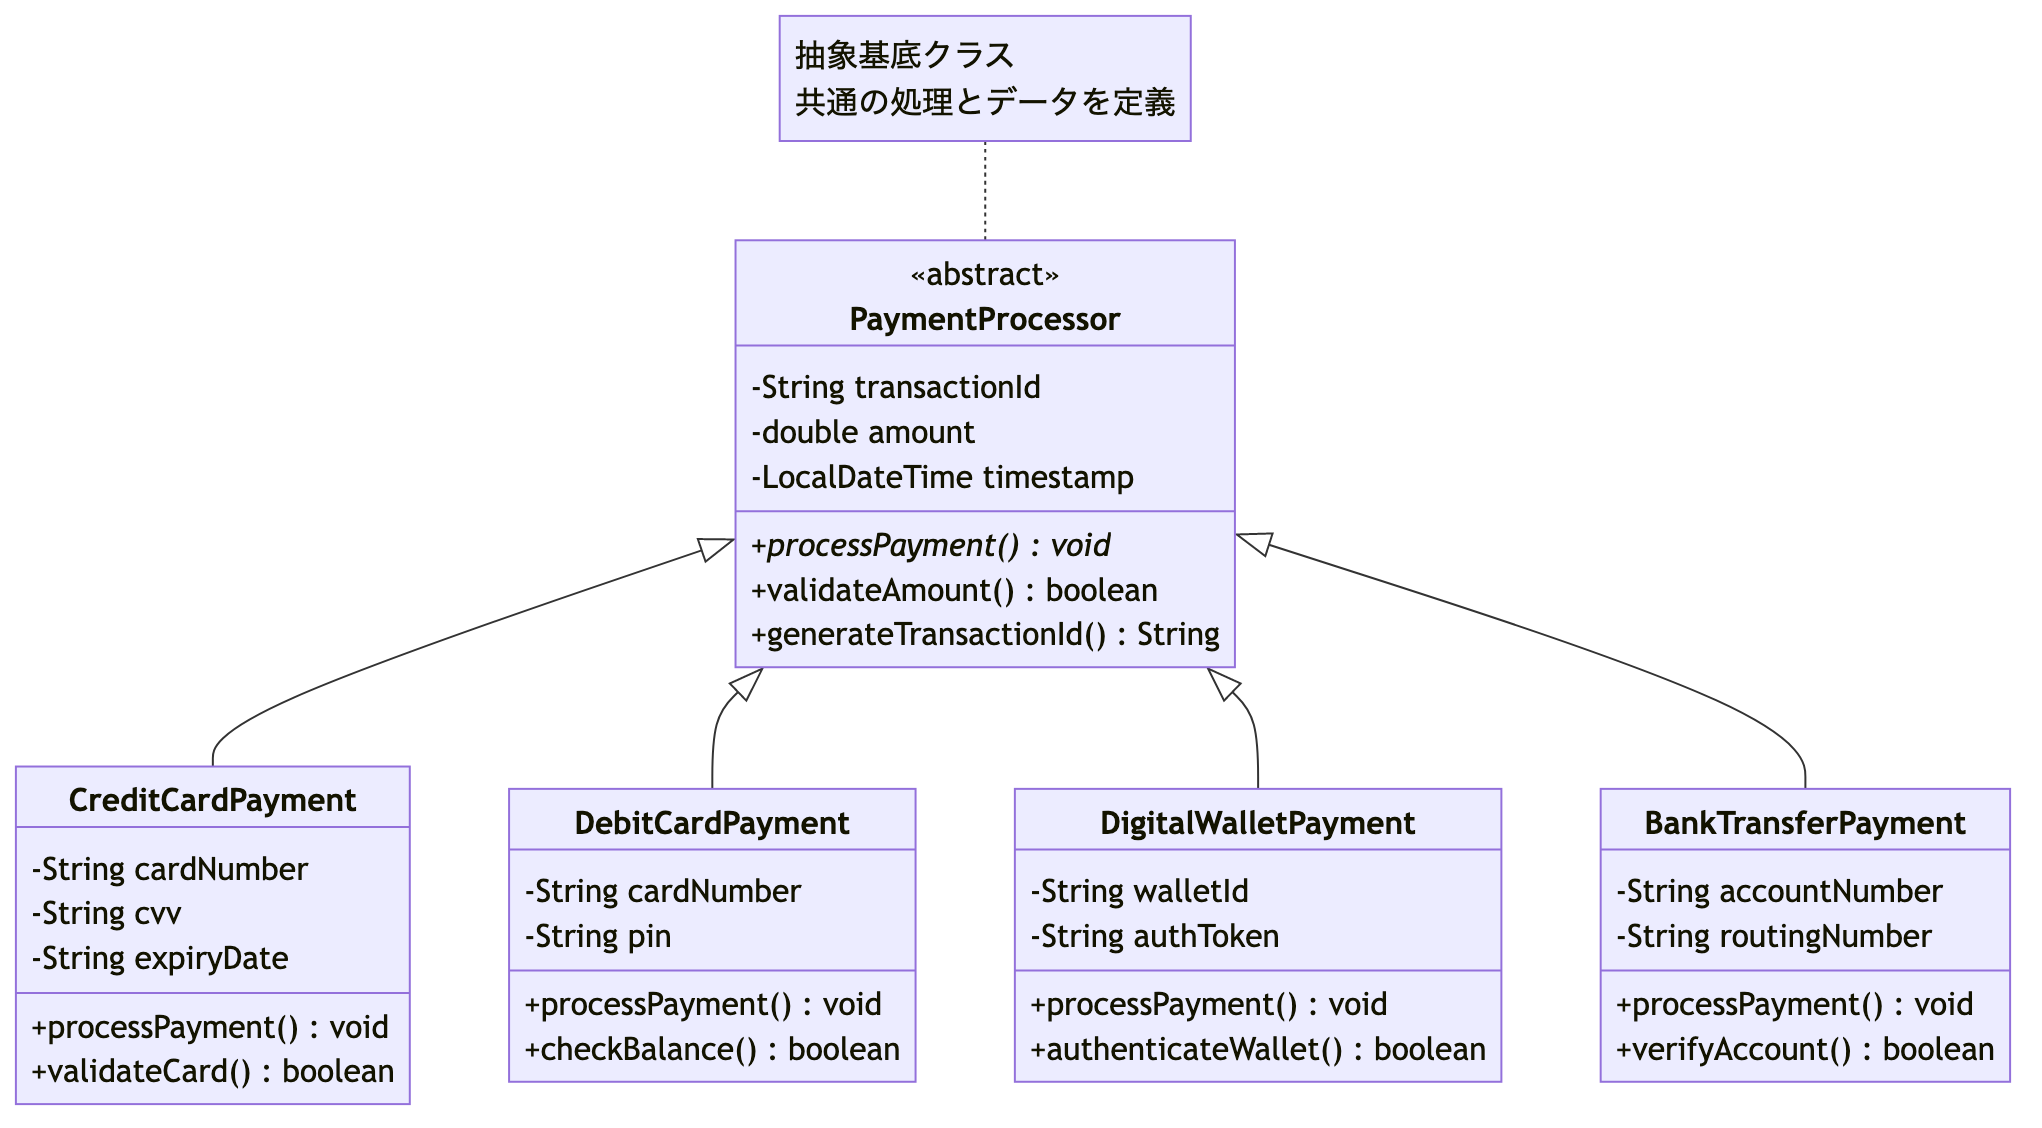 抽象基底クラス
共通の処理とデータを定義
«abstract»
PaymentProcessor
-String transactionId
-double amount
-LocalDateTime timestamp
+processPayment() : void
+validateAmount() : boolean
+generateTransactionId() : String
CreditCardPayment
-String cardNumber
-String cvv
-String expiryDate
+processPayment() : void
+validateCard() : boolean
DebitCardPayment
-String cardNumber
-String pin
+processPayment() : void
+checkBalance() : boolean
DigitalWalletPayment
-String walletId
-String authToken
+processPayment() : void
+authenticateWallet() : boolean
BankTransferPayment
-String accountNumber
-String routingNumber
+processPayment() : void
+verifyAccount() : boolean